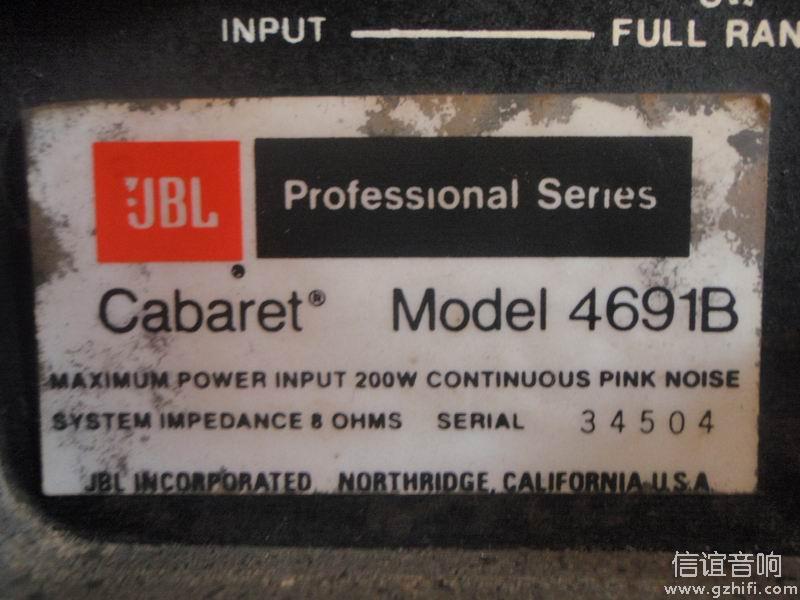 INPUT FULL RAN
JBL Professional Series
Cabaret® Model 4691B
MAXIMUM POWER INPUT 200W CONTINUOUS PINK NOISE
SYSTEM IMPEDANCE 8 OHMS SERIAL 34504
JBL INCORPORATED, NORTHRIDGE, CALIFORNIA U.S.A.
信谊音响
www.gzhifi.com